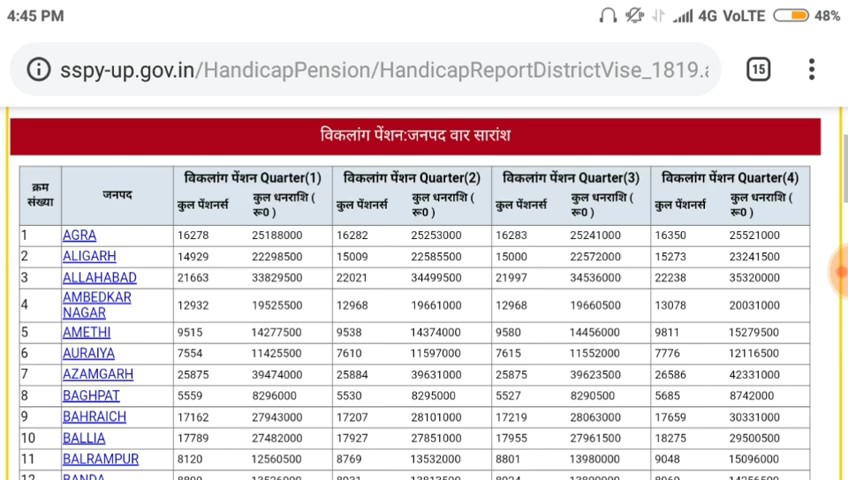 4:45 PM 4G VoLTE 48%
sspy-up.gov.in/HandicapPension/HandicapReportDistrictVise_1819.a 15
विकलांग पेंशन:जनपद वार सारांश
क्रम संख्या जनपद विकलांग पेंशन Quarter(1) विकलांग पेंशन Quarter(2) विकलांग पेंशन Quarter(3) विकलांग पेंशन Quarter(4)
कुल पेंशनर्स कुल धनराशि ( रू0 ) कुल पेंशनर्स कुल धनराशि ( रू0 ) कुल पेंशनर्स कुल धनराशि ( रू0 ) कुल पेंशनर्स कुल धनराशि ( रू0 )
1 AGRA 16278 25188000 16282 25253000 16283 25241000 16350 25521000
2 ALIGARH 14929 22298500 15009 22585500 15000 22572000 15273 23241500
3 ALLAHABAD 21663 33829500 22021 34499500 21997 34536000 22238 35320000
4 AMBEDKAR NAGAR 12932 19525500 12968 19661000 12968 19660500 13078 20031000
5 AMETHI 9515 14277500 9538 14374000 9580 14456000 9811 15279500
6 AURAIYA 7554 11425500 7610 11597000 7615 11552000 7776 12116500
7 AZAMGARH 25875 39474000 25884 39631000 25875 39623500 26586 42331000
8 BAGHPAT 5559 8296000 5530 8295000 5527 8290500 5685 8742000
9 BAHRAICH 17162 27943000 17207 28101000 17219 28063000 17659 30331000
10 BALLIA 17789 27482000 17927 27851000 17955 27961500 18275 29500500
11 BALRAMPUR 8120 12560500 8769 13532000 8801 13980000 9048 15096000
12 BANDA